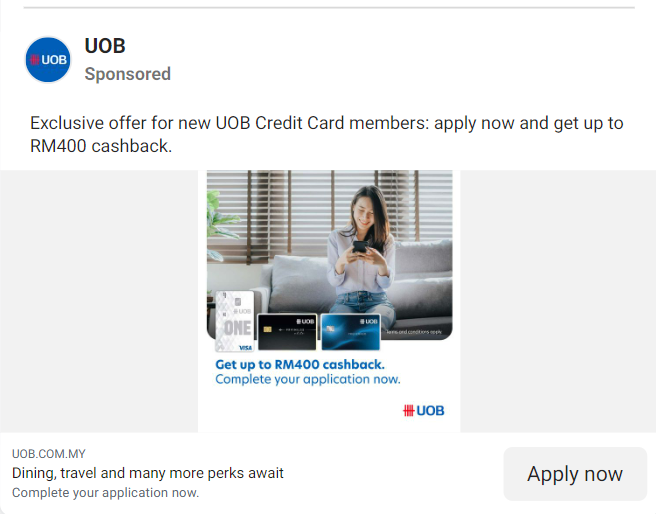 UOB
UOB
Sponsored
Exclusive offer for new UOB Credit Card members: apply now and get up to
RM400 cashback.
UOB
ONE
VISA
UOB
UOB
Terms and conditions apply.
Get up to RM400 cashback.
Complete your application now.
UOB
UOB.COM.MY
Dining, travel and many more perks await
Complete your application now.
Apply now